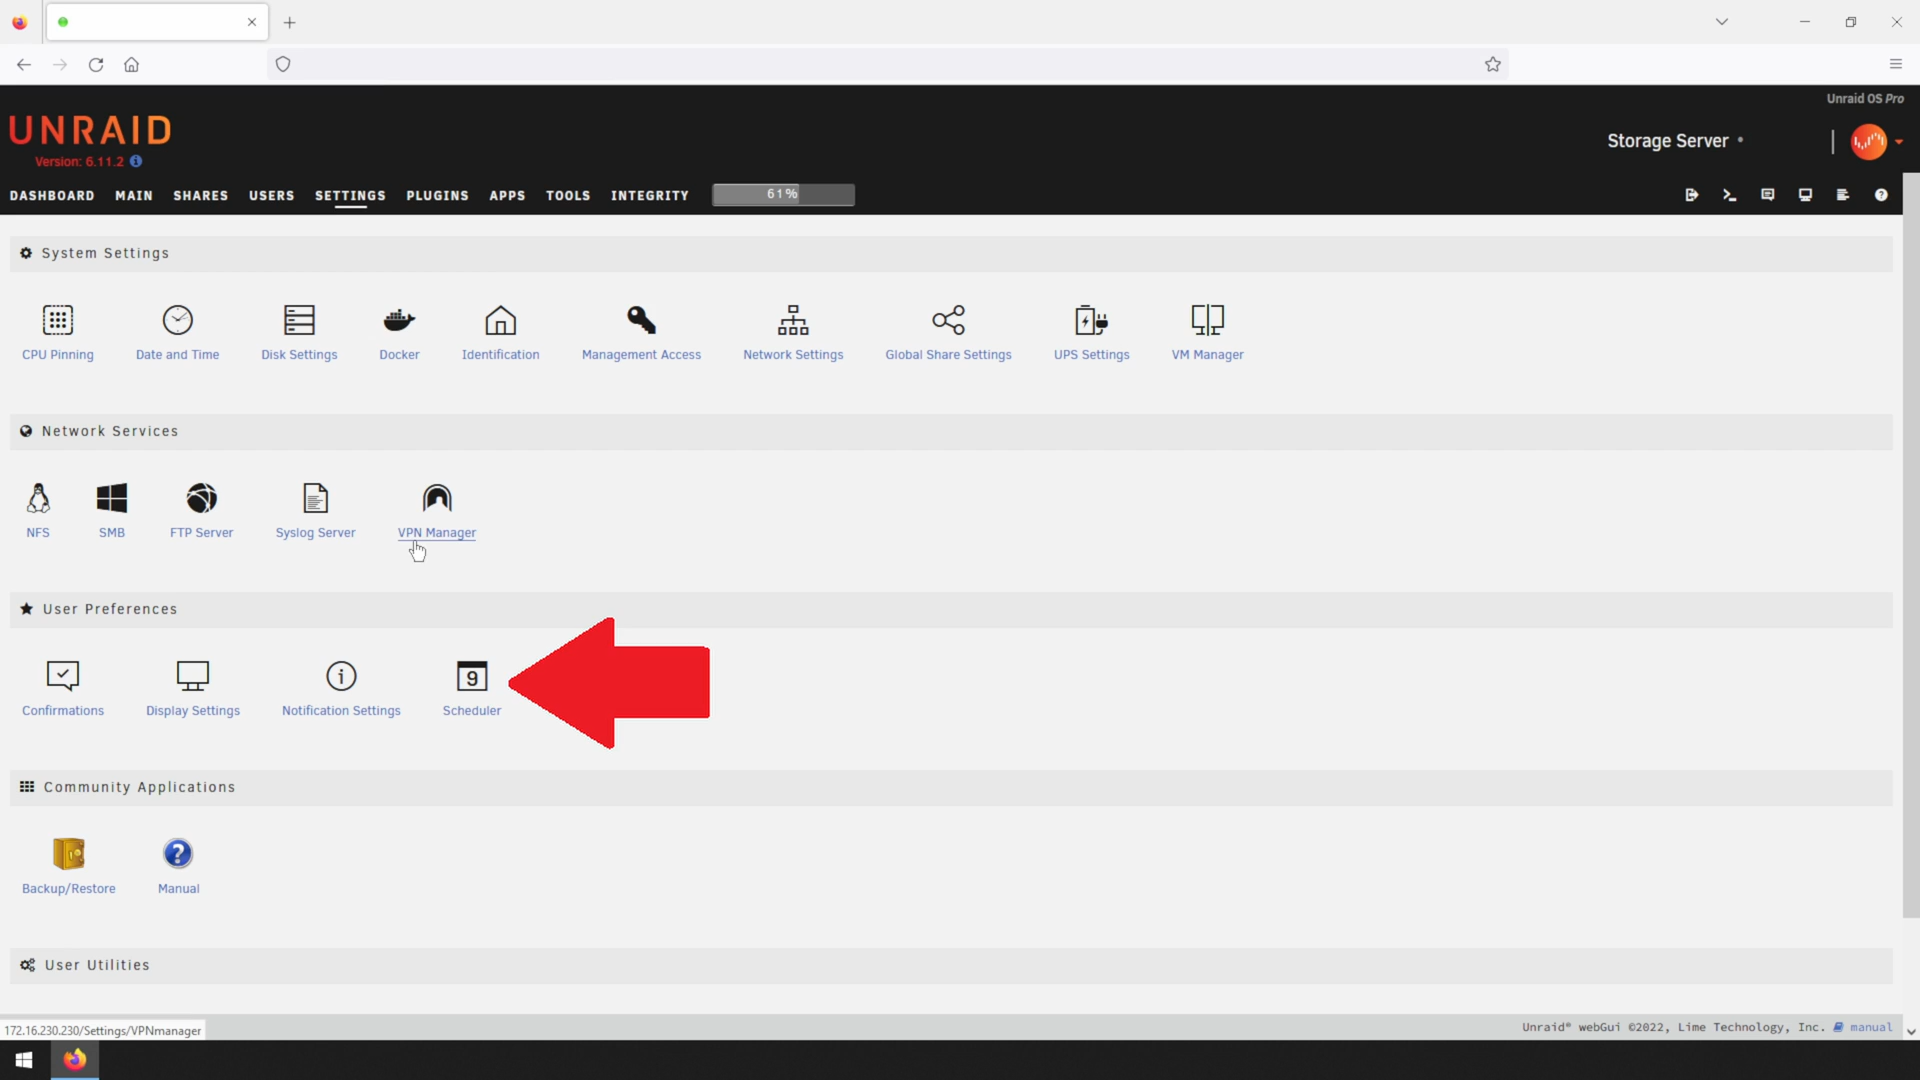 Unraid OS Pro
UNRAID
Version: 6.11.2
Storage Server •
DASHBOARD MAIN SHARES USERS SETTINGS PLUGINS APPS TOOLS INTEGRITY 61%
System Settings
CPU Pinning Date and Time Disk Settings Docker Identification Management Access Network Settings Global Share Settings UPS Settings VM Manager
Network Services
NFS SMB FTP Server Syslog Server VPN Manager
User Preferences
9
Confirmations Display Settings Notification Settings Scheduler
Community Applications
Backup/Restore Manual
User Utilities
172.16.230.230/Settings/VPNmanager
Unraid® webGui ©2022, Lime Technology, Inc. manual